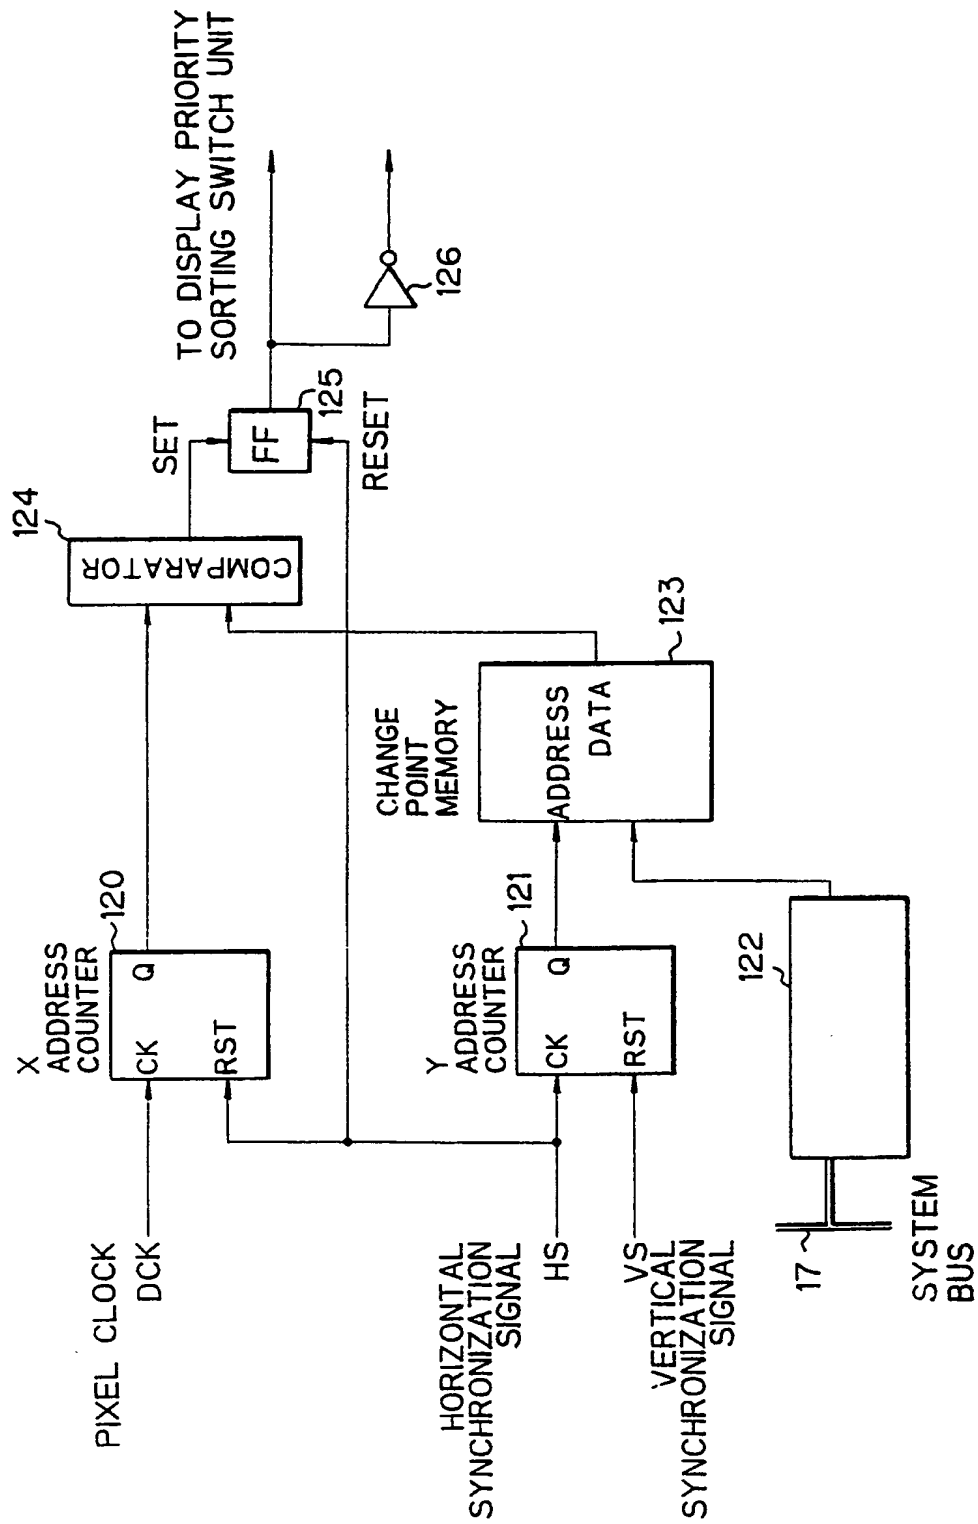 PIXEL CLOCK
DCK
X
ADDRESS
COUNTER
CK
Q
RST
120
COMPARATOR
124
SET
FF
125
RESET
TO DISPLAY PRIORITY
SORTING SWITCH UNIT
126
HORIZONTAL
SYNCHRONIZATION
SIGNAL
HS
Y
ADDRESS
COUNTER
CK
Q
RST
121
CHANGE
POINT
MEMORY
ADDRESS
DATA
123
VS
VERTICAL
SYNCHRONIZATION
SIGNAL
17
SYSTEM
BUS
122